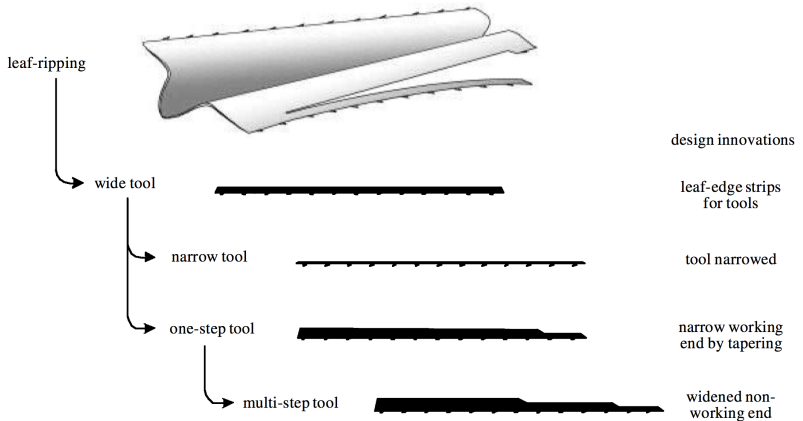 leaf-ripping
design innovations
wide tool
leaf-edge strips
for tools
narrow tool
tool narrowed
one-step tool
narrow working
end by tapering
multi-step tool
widened non-
working end